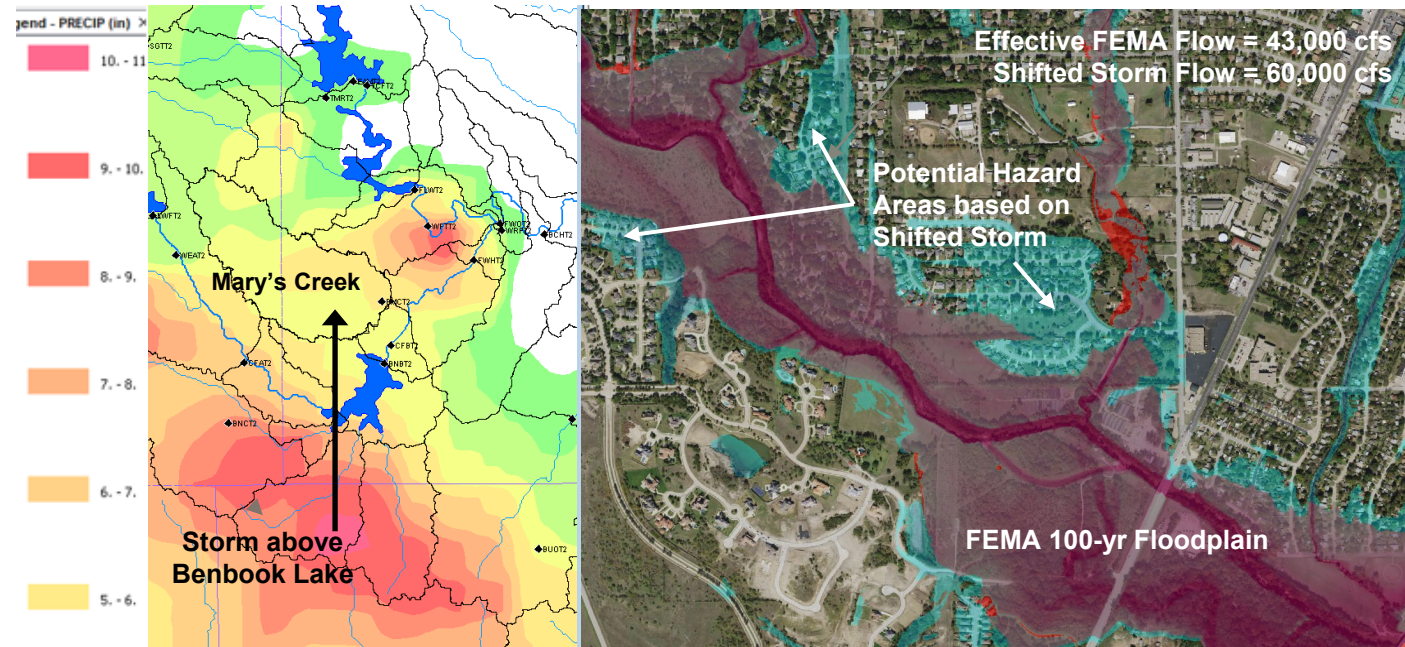 gend - PRECIP (in) ×
10. - 11
9. - 10.
8. - 9.
7. - 8.
6. - 7.
5. - 6.
SGTT2
TMRT2
FWFT2
WEAT2
FWOT2
BCHT2
FWHT2
Mary's Creek
CFBT2
BNBT2
BNCT2
Storm above
Benbook Lake
BUOT2
Effective FEMA Flow = 43,000 cfs
Shifted Storm Flow = 60,000 cfs
Potential Hazard
Areas based on
Shifted Storm
FEMA 100-yr Floodplain